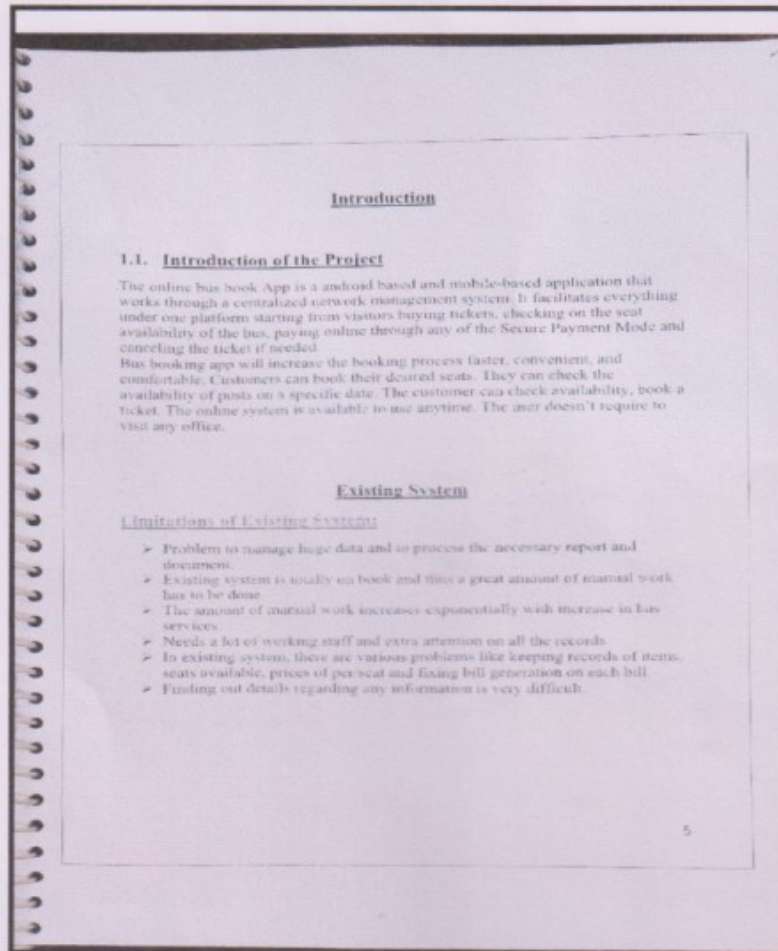 Introduction
1.1. Introduction of the Project
The online bus book App is a android based and mobile-based application that
works through a centralized network management system. It facilitates everything
under one platform starting from visitors buying tickets, checking on the seat
availability of the bus, paying online through any of the Secure Payment Mode and
canceling the ticket if needed.
Bus booking app will increase the booking process faster, convenient, and
comfortable. Customers can book their desired seats. They can check the
availability of posts on a specific date. The customer can check availability, book a
ticket. The online system is available to use anytime. The user doesn't require to
visit any office.
Existing System
Limitations of Existing System:
➢ Problem to manage huge data and to process the necessary report and
document.
➢ Existing system is totally on book and thus a great amount of manual work
has to be done.
➢ The amount of manual work increases exponentially with increase in bus
services.
➢ Needs a lot of working staff and extra attention on all the records.
➢ In existing system, there are various problems like keeping records of items,
seats available, prices of per seat and fixing bill generation on each bill.
➢ Finding out details regarding any information is very difficult.
5